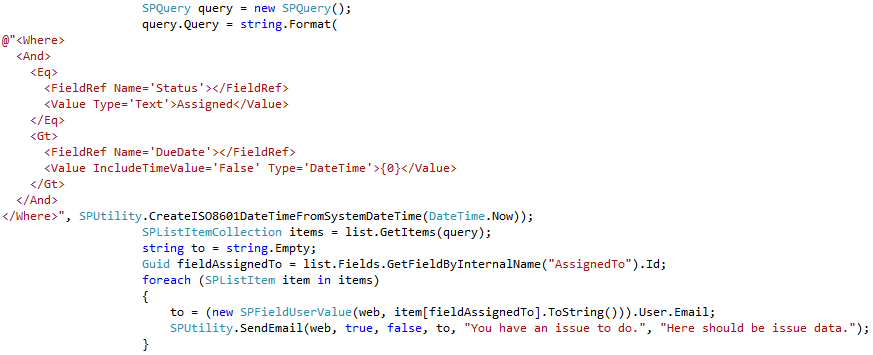 SPQuery query = new SPQuery();
query.Query = string.Format(
@"<Where>
<And>
<Eq>
<FieldRef Name='Status'></FieldRef>
<Value Type='Text'>Assigned</Value>
</Eq>
<Gt>
<FieldRef Name='DueDate'></FieldRef>
<Value IncludeTimeValue='False' Type='DateTime'>{0}</Value>
</Gt>
</And>
</Where>", SPUtility.CreateISO8601DateTimeFromSystemDateTime(DateTime.Now));
SPListItemCollection items = list.GetItems(query);
string to = string.Empty;
Guid fieldAssignedTo = list.Fields.GetFieldByInternalName("AssignedTo").Id;
foreach (SPListItem item in items)
{
to = (new SPFieldUserValue(web, item[fieldAssignedTo].ToString())).User.Email;
SPUtility.SendEmail(web, true, false, to, "You have an issue to do.", "Here should be issue data.");
}